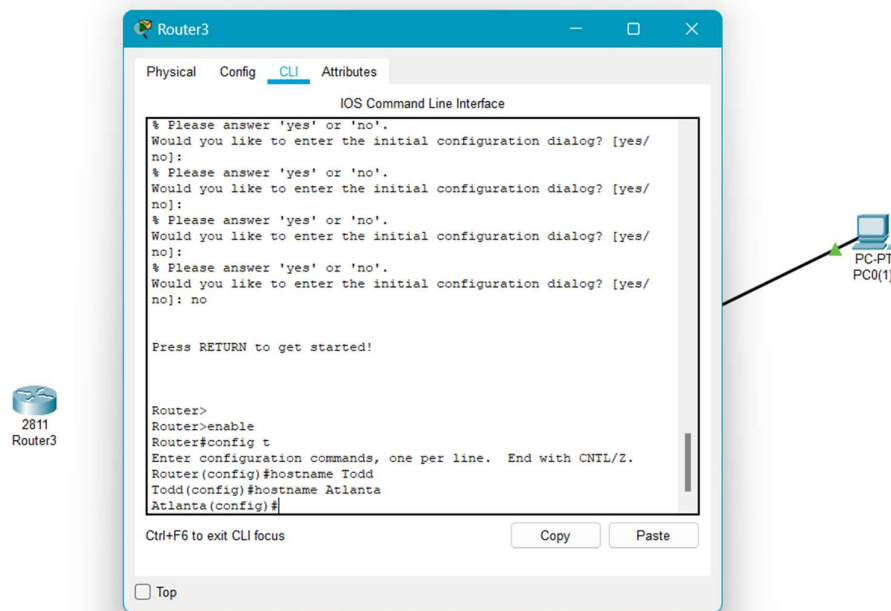 Router3
Physical Config CLI Attributes
IOS Command Line Interface
% Please answer 'yes' or 'no'.
Would you like to enter the initial configuration dialog? [yes/
no]:
% Please answer 'yes' or 'no'.
Would you like to enter the initial configuration dialog? [yes/
no]:
% Please answer 'yes' or 'no'.
Would you like to enter the initial configuration dialog? [yes/
no]:
% Please answer 'yes' or 'no'.
Would you like to enter the initial configuration dialog? [yes/
no]: no
Press RETURN to get started!
Router>
Router>enable
Router#config t
Enter configuration commands, one per line.  End with CNTL/Z.
Router(config)#hostname Todd
Todd(config)#hostname Atlanta
Atlanta(config)#
Ctrl+F6 to exit CLI focus
Copy Paste
Top
2811
Router3
PC-PT
PC0(1)